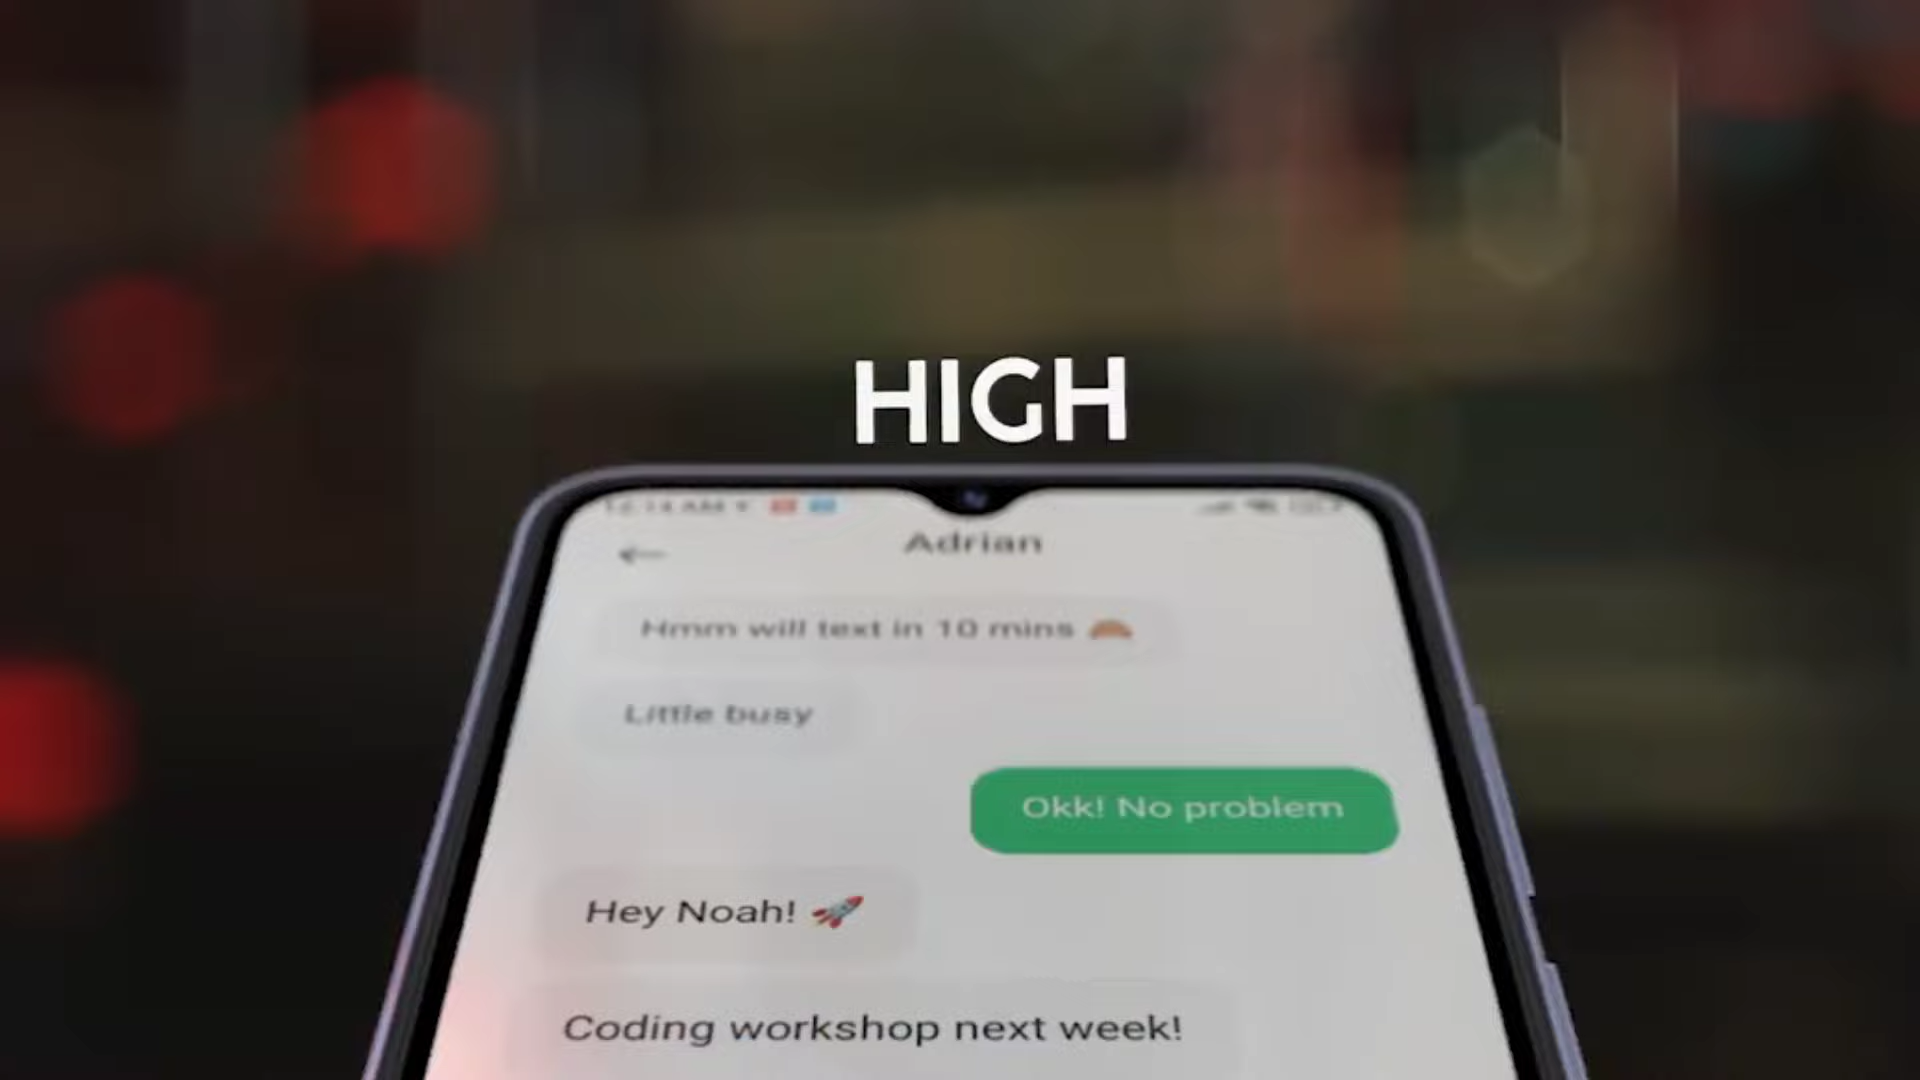 HIGH
Adrian
Hmm will text in 10 mins
Little busy
Okk! No problem
Hey Noah! 🚀
Coding workshop next week!